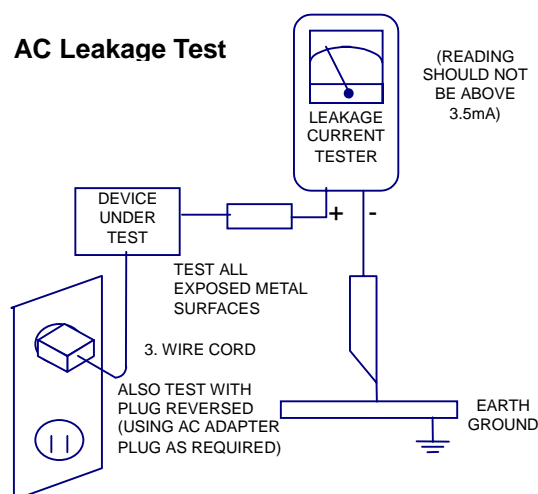 AC Leakage Test
(READING
SHOULD NOT
BE ABOVE
3.5mA)
LEAKAGE
CURRENT
TESTER
DEVICE
UNDER
TEST
+ -
TEST ALL
EXPOSED METAL
SURFACES
3. WIRE CORD
ALSO TEST WITH
PLUG REVERSED
(USING AC ADAPTER
PLUG AS REQUIRED)
EARTH
GROUND